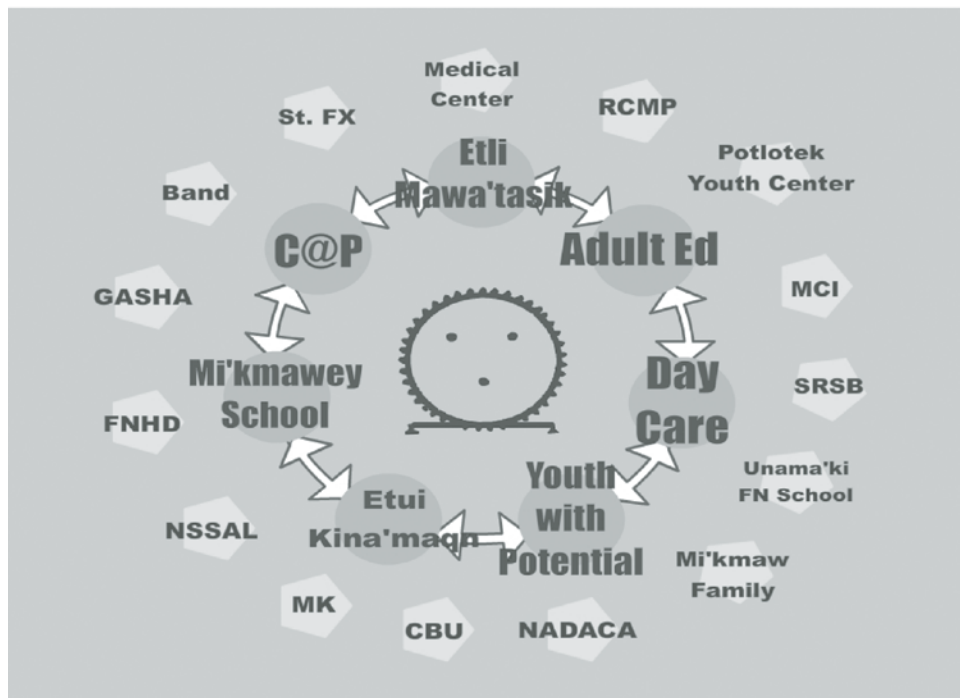 Medical
Center
RCMP
St. FX
Potlotek
Youth Center
Etli
Mawa'tasik
Band
C@P
Adult Ed
MCI
GASHA
Mi'kmawey
School
Day
Care
SRSB
FNHD
Unama'ki
FN School
Youth
with
Potential
Etui
Kina'maqn
NSSAL
Mi'kmaw
Family
MK
CBU
NADACA